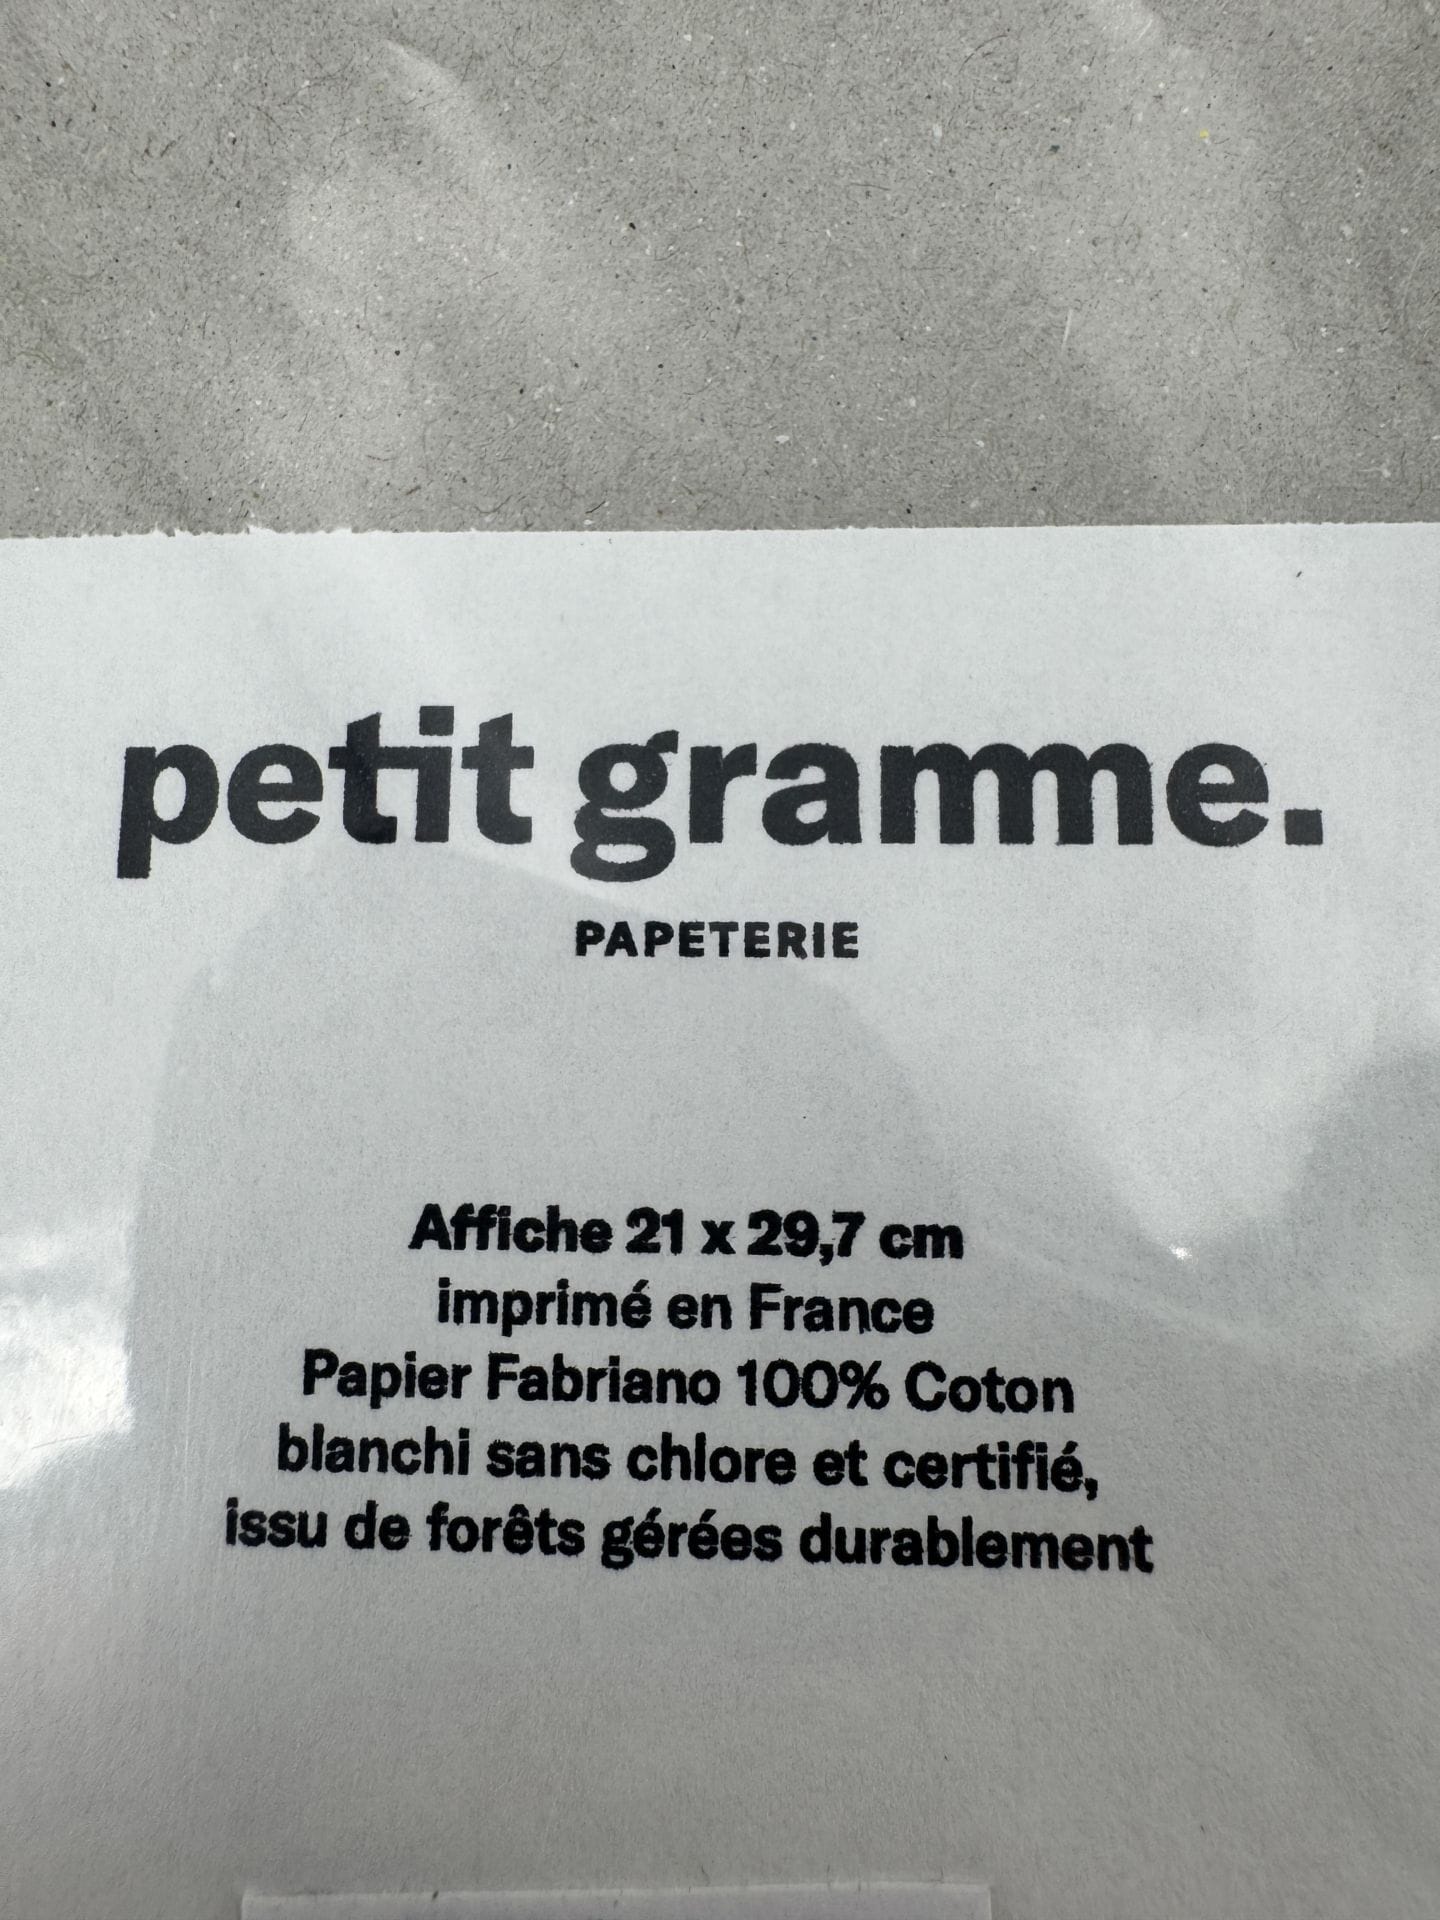 petit gramme.
PAPETERIE
Affiche 21 x 29,7 cm
imprimé en France
Papier Fabriano 100% Coton
blanchi sans chlore et certifié,
issu de forêts gérées durablement